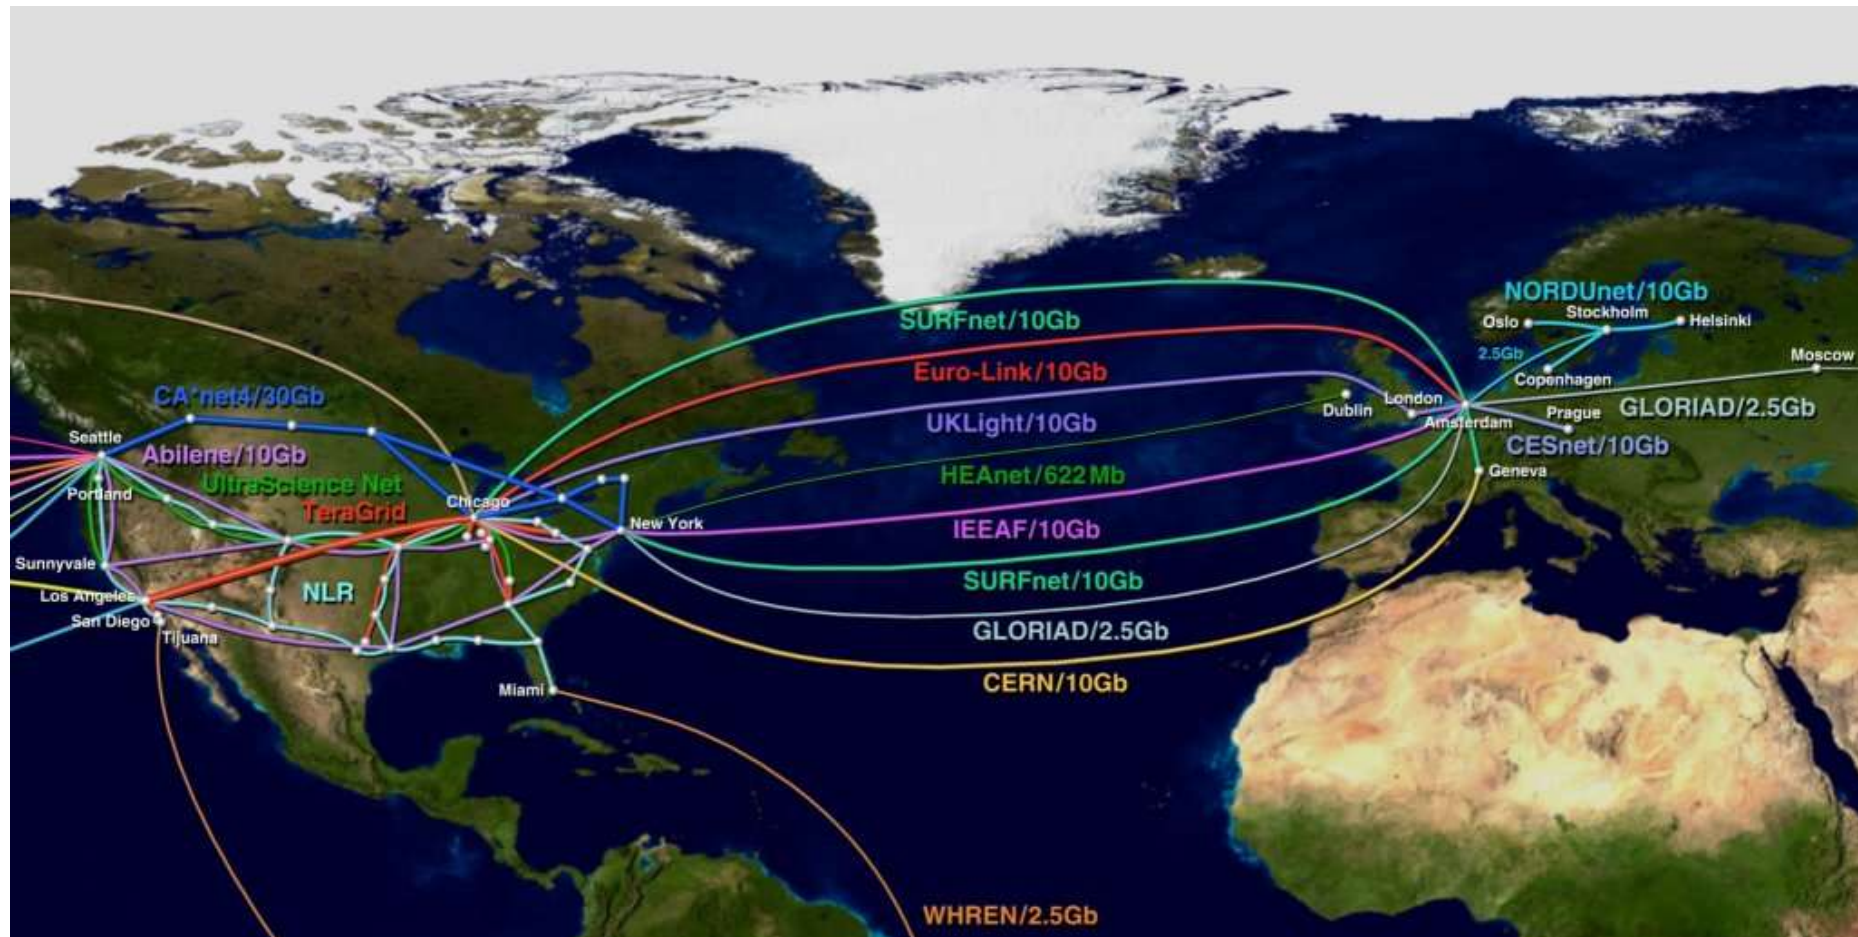 SURFnet/10Gb
NORDUnet/10Gb
Stockholm
Oslo
Helsinki
2.5Gb
Moscow
Euro-Link/10Gb
Copenhagen
CA*net4/30Gb
London
Dublin
Prague
GLORIAD/2.5Gb
UKLight/10Gb
Amsterdam
Seattle
Abilene/10Gb
CESnet/10Gb
Geneva
HEAnet/622Mb
UltraScience Net
Portland
Chicago
TeraGrid
New York
IEEAF/10Gb
Sunnyvale
SURFnet/10Gb
NLR
Los Angeles
San Diego
Tijuana
GLORIAD/2.5Gb
CERN/10Gb
Miami
WHREN/2.5Gb